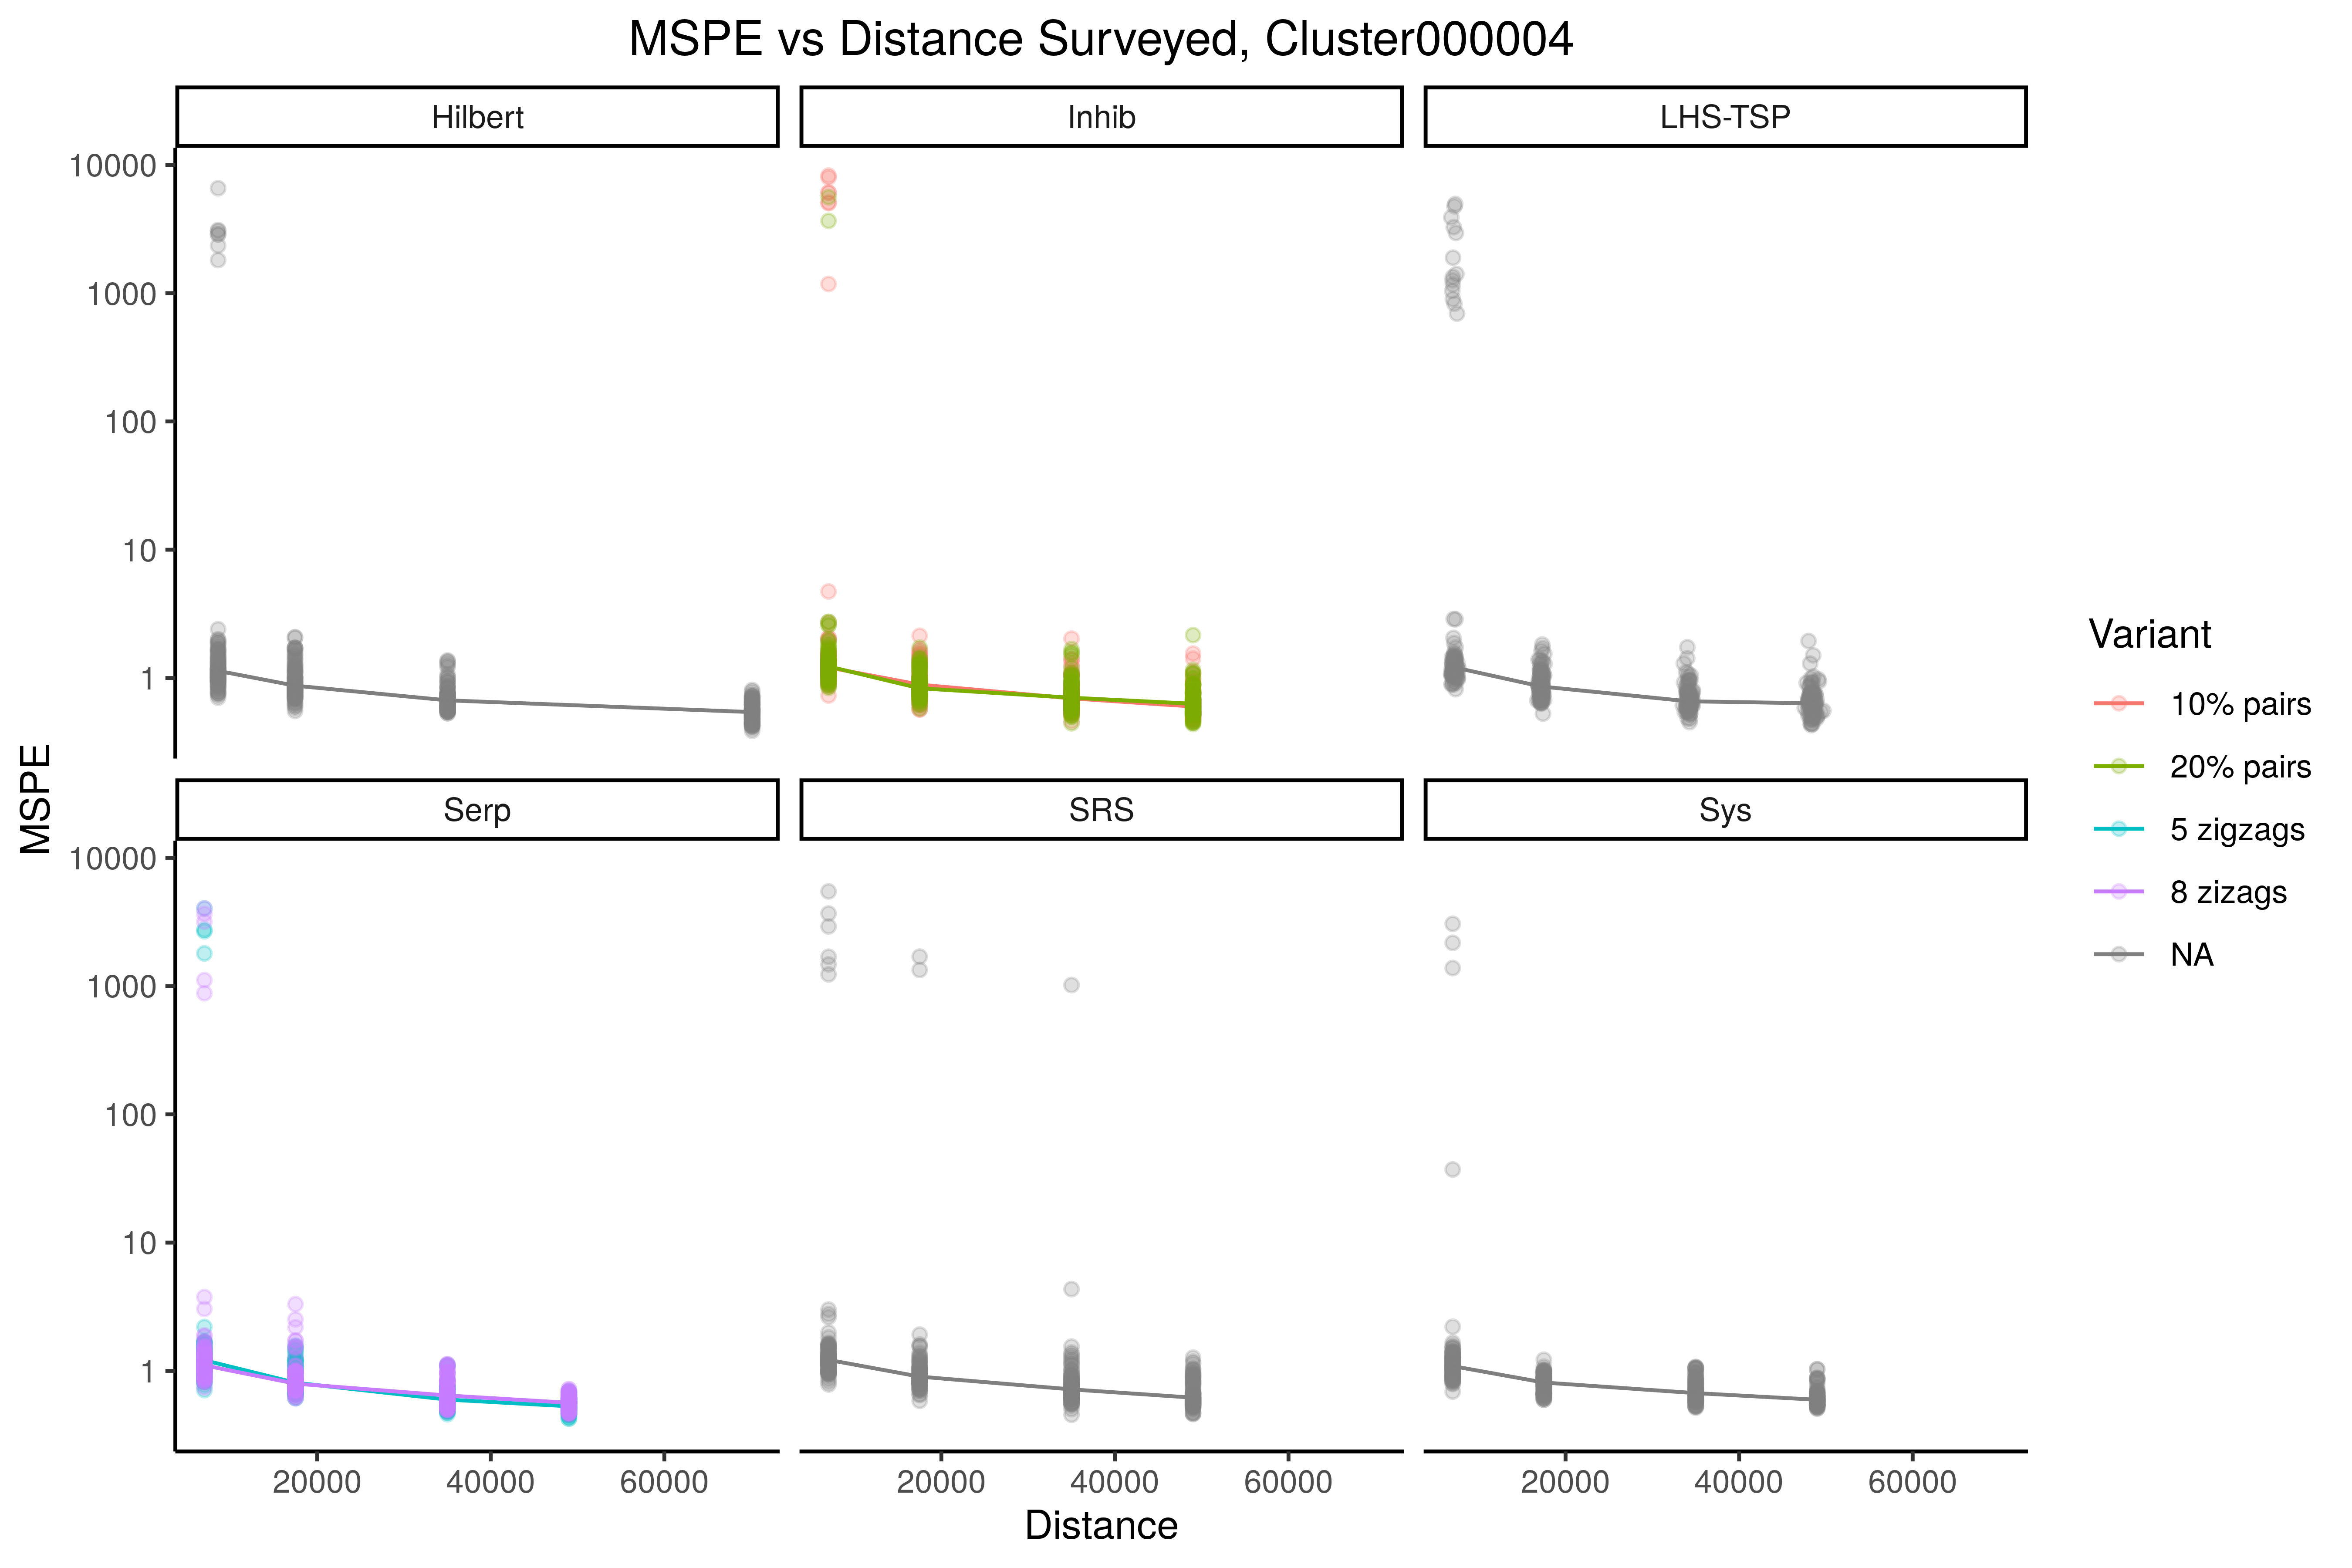 MSPE vs Distance Surveyed, Cluster000004
Hilbert
Inhib
LHS-TSP
10000
1000
100
10
1
Serp
SRS
Sys
10000
1000
100
10
1
20000
40000
60000
20000
40000
60000
20000
40000
60000
Distance
MSPE
Variant
10% pairs
20% pairs
5 zigzags
8 zizags
NA